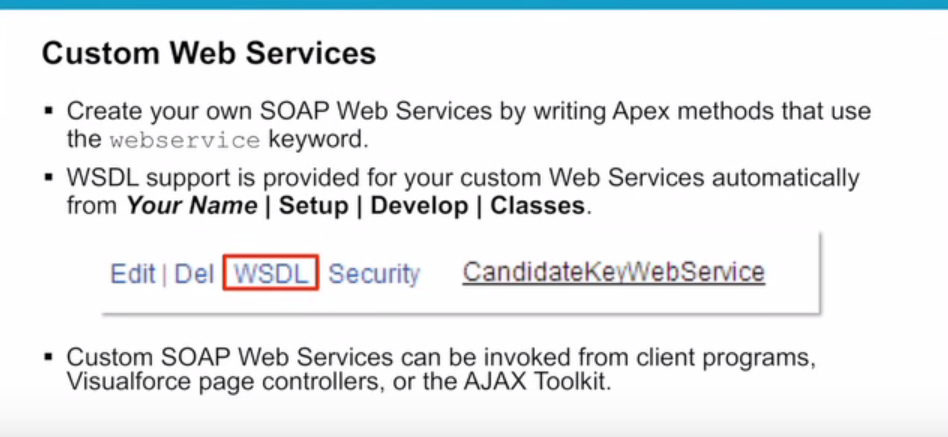 Custom Web Services
▪ Create your own SOAP Web Services by writing Apex methods that use
the webservice keyword.
▪ WSDL support is provided for your custom Web Services automatically
from Your Name | Setup | Develop | Classes.
Edit | Del WSDL Security CandidateKeyWebService
▪ Custom SOAP Web Services can be invoked from client programs,
Visualforce page controllers, or the AJAX Toolkit.